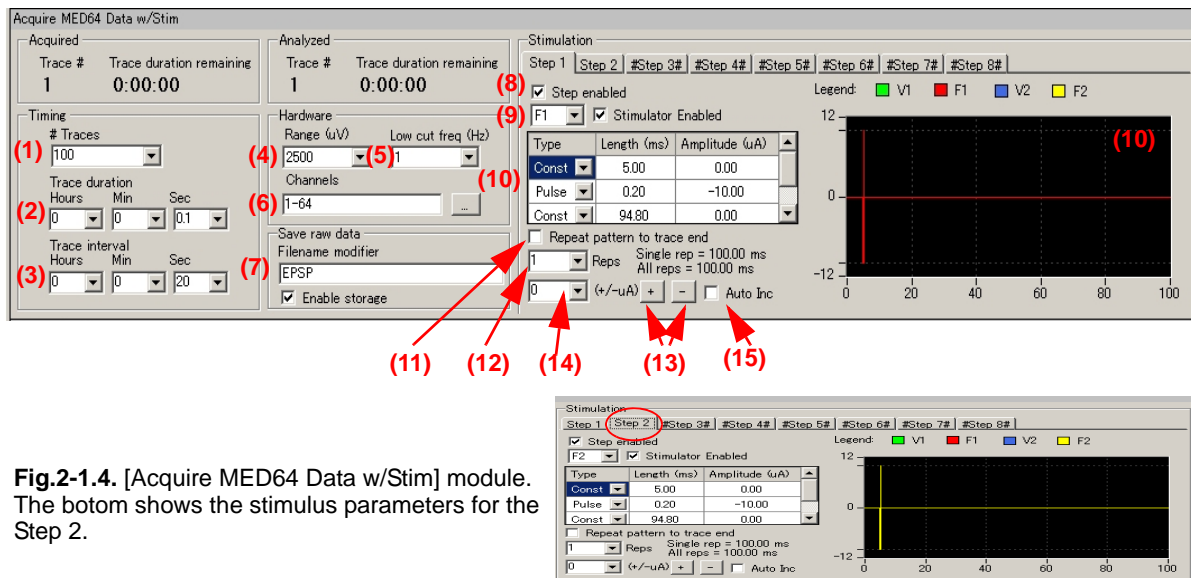 Acquire MED64 Data w/Stim
Acquired
Trace # Trace duration remaining
1 0:00:00
Analyzed
Trace # Trace duration remaining
1 0:00:00
Timing
# Traces
(1) 100
Trace duration
Hours Min Sec
(2) 0 0 0.1
Trace interval
Hours Min Sec
(3) 0 0 20
Hardware
Range (uV) Low cut freq (Hz)
(4) 2500 (5) 1
Channels
(6) 1-64 ...
Save raw data
Filename modifier
(7) EPSP
Enable storage
Stimulation
Step 1 Step 2 #Step 3# #Step 4# #Step 5# #Step 6# #Step 7# #Step 8#
(8) Step enabled
(9) F1 Stimulator Enabled
Type Length (ms) Amplitude (uA)
Const 5.00 0.00
(10) Pulse 0.20 -10.00
Const 94.80 0.00
Repeat pattern to trace end
1 Reps Single rep = 100.00 ms
All reps = 100.00 ms
0 (+/-uA) + - Auto Inc
Legend: V1 F1 V2 F2
12
(10)
0
-12
0 20 40 60 80 100
(11) (12) (14) (13) (15)
Stimulation
Step 1 Step 2 #Step 3# #Step 4# #Step 5# #Step 6# #Step 7# #Step 8#
Step enabled
F2 Stimulator Enabled
Type Length (ms) Amplitude (uA)
Const 5.00 0.00
Pulse 0.20 -10.00
Const 94.80 0.00
Repeat pattern to trace end
1 Reps Single rep = 100.00 ms
All reps = 100.00 ms
0 (+/-uA) + - Auto Inc
Legend: V1 F1 V2 F2
12
0
-12
0 20 40 60 80 100
Fig.2-1.4. [Acquire MED64 Data w/Stim] module.
The botom shows the stimulus parameters for the
Step 2.